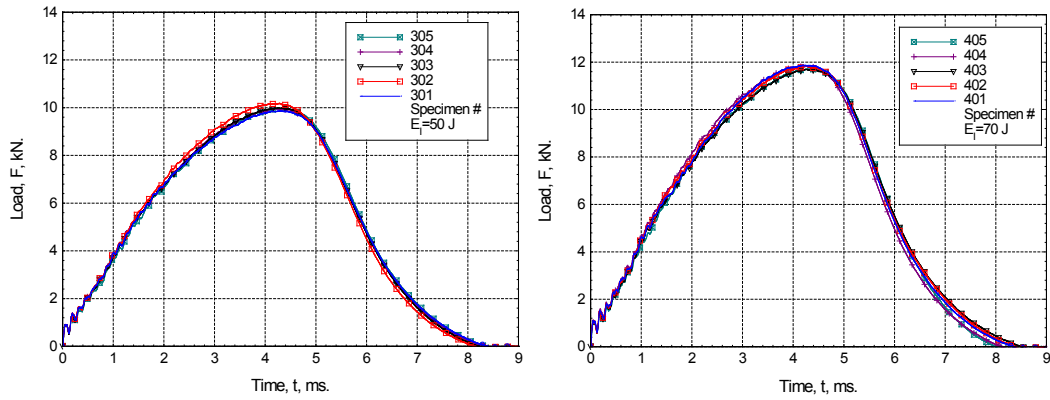 14
12
10
8
6
4
2
0
Load, F, kN.
0 1 2 3 4 5 6 7 8 9
Time, t, ms.
305
304
303
302
301
Specimen #
EI=50 J
14
12
10
8
6
4
2
0
Load, F, kN.
0 1 2 3 4 5 6 7 8 9
Time, t, ms.
405
404
403
402
401
Specimen #
EI=70 J